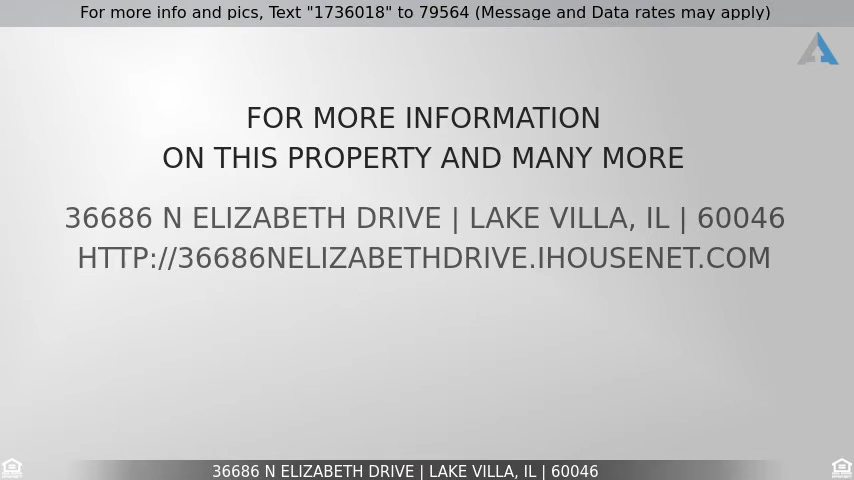 For more info and pics, Text "1736018" to 79564 (Message and Data rates may apply)
FOR MORE INFORMATION
ON THIS PROPERTY AND MANY MORE
36686 N ELIZABETH DRIVE | LAKE VILLA, IL | 60046
HTTP://36686NELIZABETHDRIVE.IHOUSENET.COM
36686 N ELIZABETH DRIVE | LAKE VILLA, IL | 60046